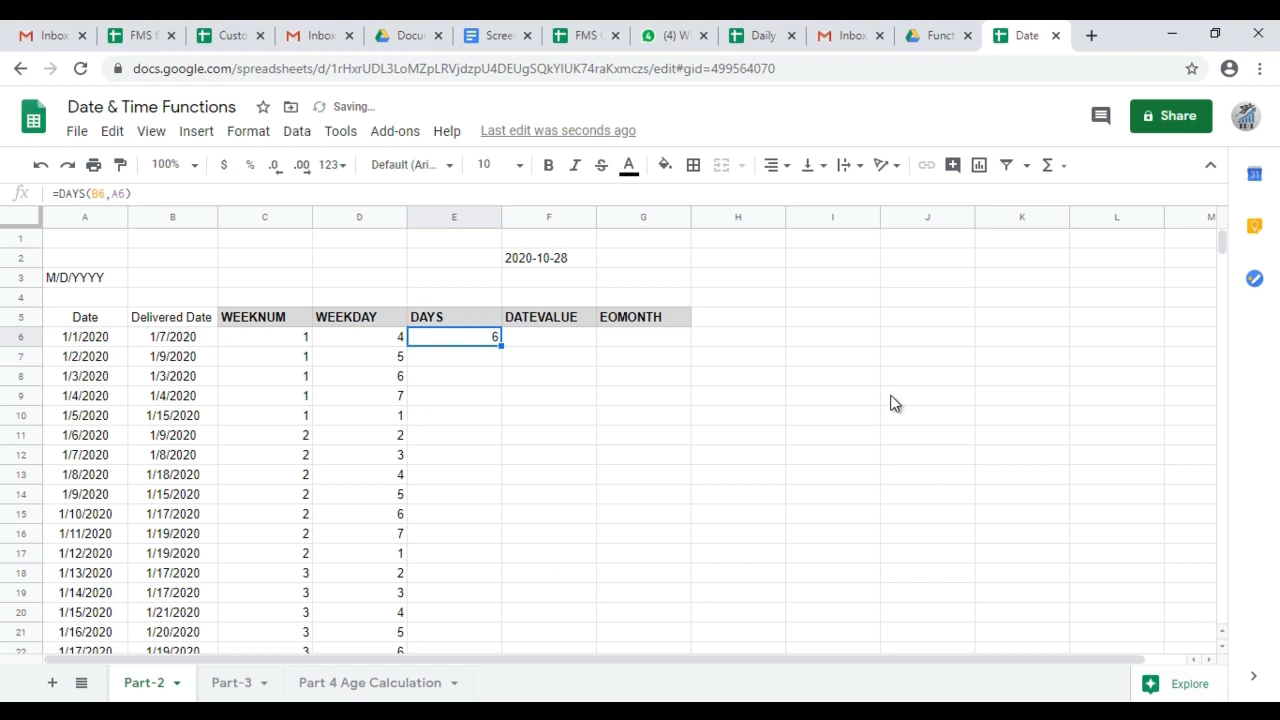 Inbox FMS f Custo Inbox Docu Scree FMS ( (4) W Daily Inbox Funct Date
docs.google.com/spreadsheets/d/1rHxrUDL3LoMZpLRVjdzpU4DEUgSQkYIUK74raKxmczs/edit#gid=499564070
Date & Time Functions Saving...
File Edit View Insert Format Data Tools Add-ons Help Last edit was seconds ago
Share
100% $ % .0 .00 123 Default (Ari... 10 B I S A Σ
31
fx =DAYS(B6,A6)
A B C D E F G H I J K L M
1
2 2020-10-28
3 M/D/YYYY
4
5 Date Delivered Date WEEKNUM WEEKDAY DAYS DATEVALUE EOMONTH
6 1/1/2020 1/7/2020 1 4 6
7 1/2/2020 1/9/2020 1 5
8 1/3/2020 1/3/2020 1 6
9 1/4/2020 1/4/2020 1 7
10 1/5/2020 1/15/2020 1 1
11 1/6/2020 1/9/2020 2 2
12 1/7/2020 1/8/2020 2 3
13 1/8/2020 1/18/2020 2 4
14 1/9/2020 1/15/2020 2 5
15 1/10/2020 1/17/2020 2 6
16 1/11/2020 1/19/2020 2 7
17 1/12/2020 1/19/2020 2 1
18 1/13/2020 1/17/2020 3 2
19 1/14/2020 1/17/2020 3 3
20 1/15/2020 1/21/2020 3 4
21 1/16/2020 1/20/2020 3 5
22 1/17/2020 1/19/2020 3 6
Part-2 Part-3 Part 4 Age Calculation Explore